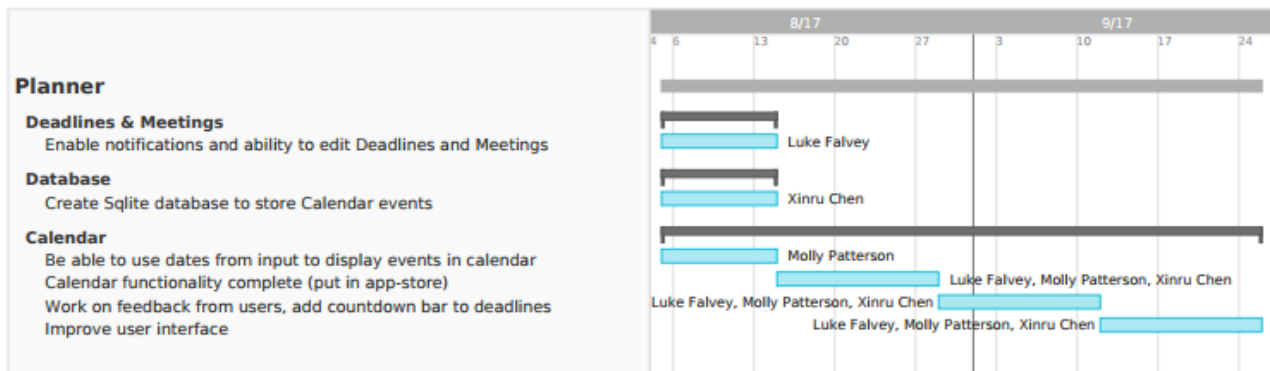 8/17 9/17
4 6 13 20 27 3 10 17 24
Planner
Deadlines & Meetings
Enable notifications and ability to edit Deadlines and Meetings Luke Falvey
Database
Create Sqlite database to store Calendar events Xinru Chen
Calendar
Be able to use dates from input to display events in calendar Molly Patterson
Calendar functionality complete (put in app-store) Luke Falvey, Molly Patterson, Xinru Chen
Work on feedback from users, add countdown bar to deadlines Luke Falvey, Molly Patterson, Xinru Chen
Improve user interface Luke Falvey, Molly Patterson, Xinru Chen